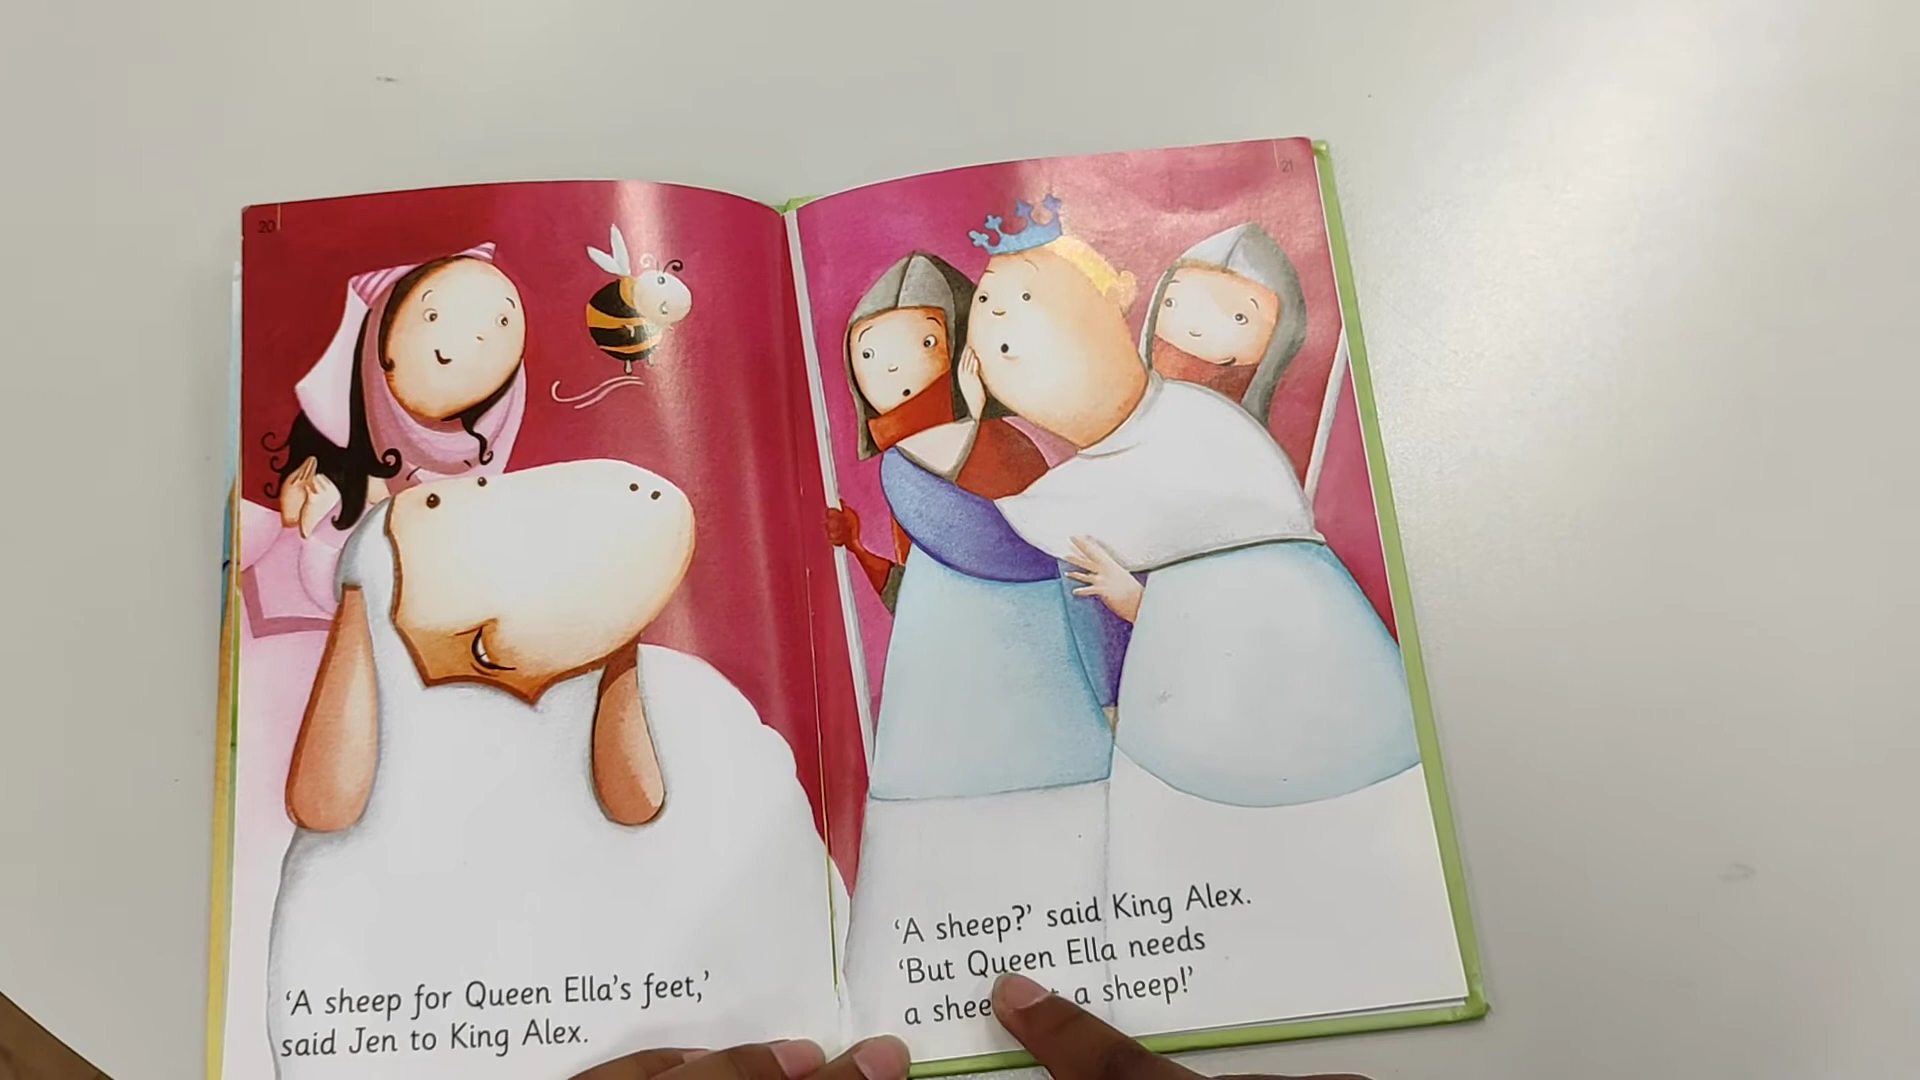 20
21
‘A sheep for Queen Ella’s feet,’
said Jen to King Alex.
‘A sheep?’ said King Alex.
‘But Queen Ella needs
a a sheep!’